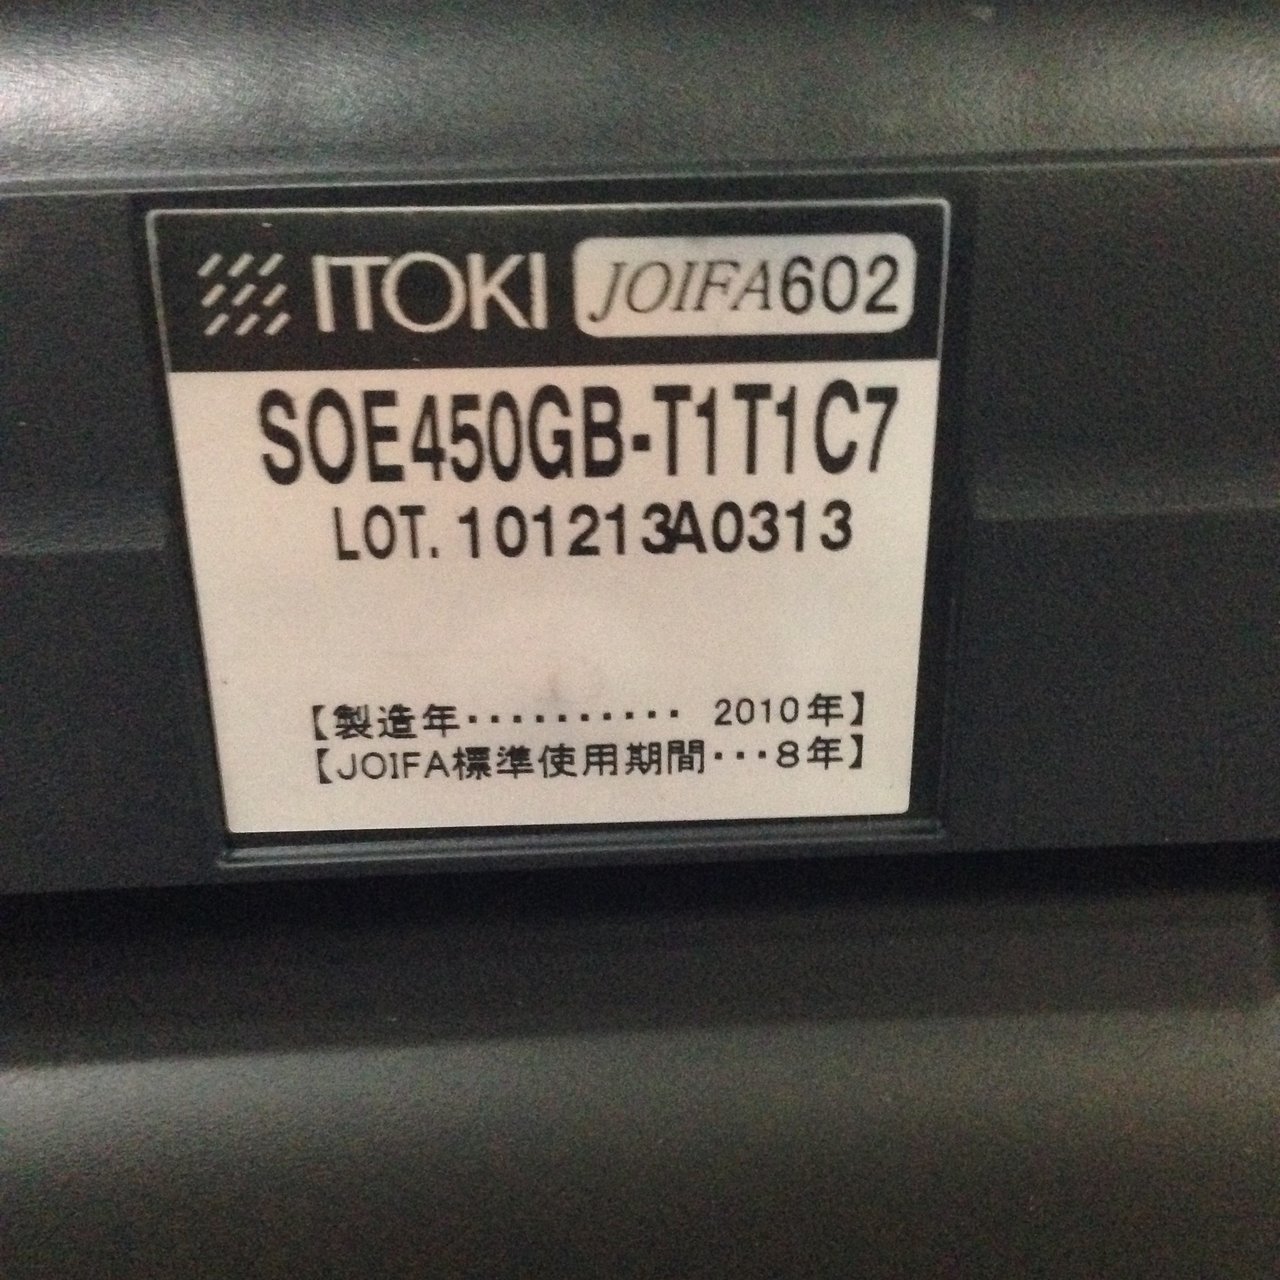 ITOKI JOIFA602
SOE450GB-T1T1C7
LOT. 101213A0313
【製造年·········· 2010年】
【JOIFA標準使用期間···8年】